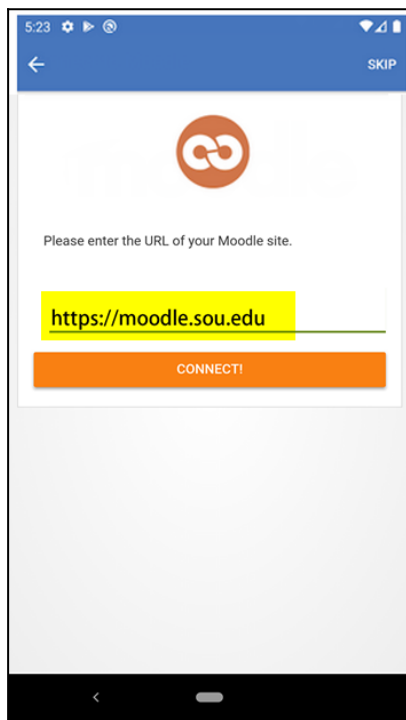 5:23
SKIP
Please enter the URL of your Moodle site.
https://moodle.sou.edu
CONNECT!